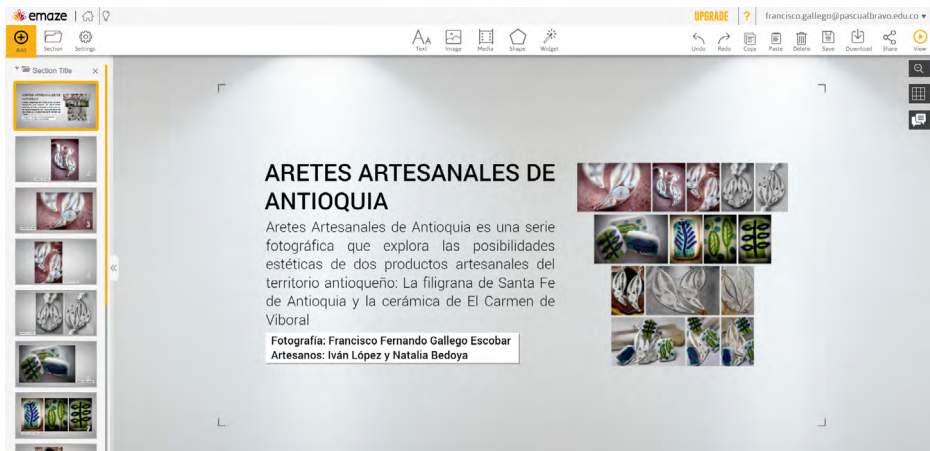 emaze
UPGRADE
?
francisco.gallego@pascualbravo.edu.co
Add
Section
Settings
Text
Image
Media
Shape
Widget
Undo
Redo
Copy
Paste
Delete
Save
Download
Share
View
Section Title
ARETES ARTESANALES DE
ANTIOQUIA
Aretes Artesanales de Antioquia es una serie
fotográfica que explora las posibilidades
estéticas de dos productos artesanales del
territorio antioqueño: La filigrana de Santa Fe
de Antioquia y la cerámica de El Carmen de
Viboral
Fotografía: Francisco Fernando Gallego Escobar
Artesanos: Iván López y Natalia Bedoya